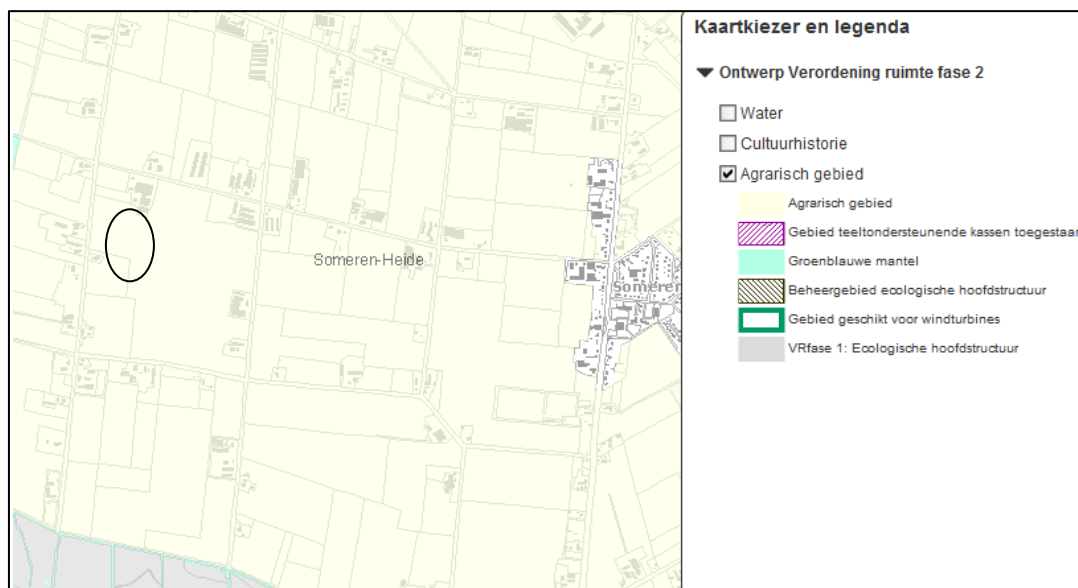 Kaartkiezer en legenda
Ontwerp Verordening ruimte fase 2
Water
Cultuurhistorie
Agrarisch gebied
Agrarisch gebied
Gebied teeltondersteunende kassen toegestaan
Groenblauwe mantel
Beheergebied ecologische hoofdstructuur
Gebied geschikt voor windturbines
VRfase 1: Ecologische hoofdstructuur
Someren-Heide
Someren